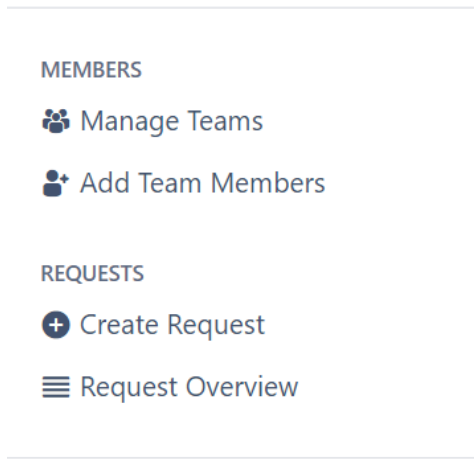 MEMBERS
Manage Teams
Add Team Members
REQUESTS
Create Request
Request Overview